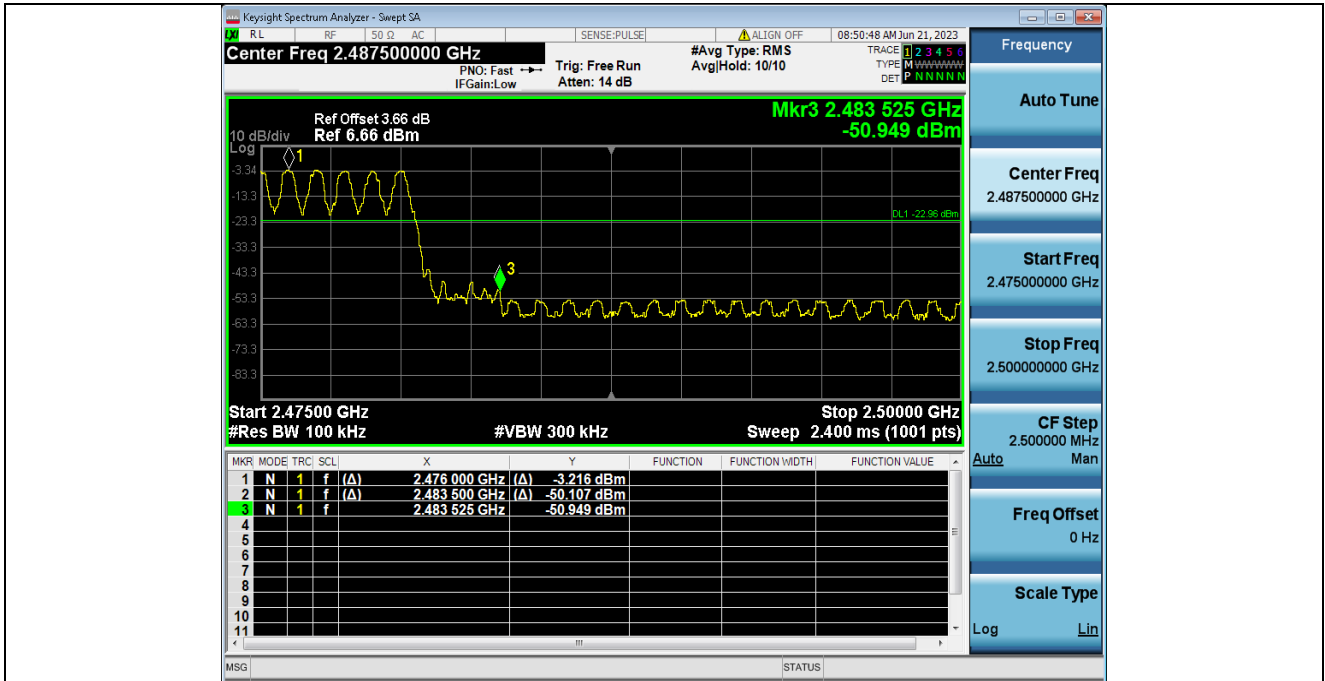 Keysight Spectrum Analyzer - Swept SA
LXI RL RF 50 Ω AC SENSE:PULSE ALIGN OFF 08:50:48 AM Jun 21, 2023
Center Freq 2.487500000 GHz
PNO: Fast
IFGain:Low
Trig: Free Run
Atten: 14 dB
#Avg Type: RMS
Avg|Hold: 10/10
TRACE 1 2 3 4 5 6
TYPE M WWWWW
DET P N N N N N
Ref Offset 3.66 dB
10 dB/div Ref 6.66 dBm
Log
Mkr3 2.483 525 GHz
-50.949 dBm
1
-3.34
-13.3
-23.3
DL1 -22.96 dBm
-33.3
-43.3
3
-53.3
-63.3
-73.3
-83.3
Start 2.47500 GHz Stop 2.50000 GHz
#Res BW 100 kHz #VBW 300 kHz Sweep 2.400 ms (1001 pts)
MKR MODE TRC SCL X Y FUNCTION FUNCTION WIDTH FUNCTION VALUE
1 N 1 f (Δ) 2.476 000 GHz (Δ) -3.216 dBm
2 N 1 f (Δ) 2.483 500 GHz (Δ) -50.107 dBm
3 N 1 f 2.483 525 GHz -50.949 dBm
4
5
6
7
8
9
10
11
MSG STATUS
Frequency
Auto Tune
Center Freq
2.487500000 GHz
Start Freq
2.475000000 GHz
Stop Freq
2.500000000 GHz
CF Step
2.500000 MHz
Auto Man
Freq Offset
0 Hz
Scale Type
Log Lin